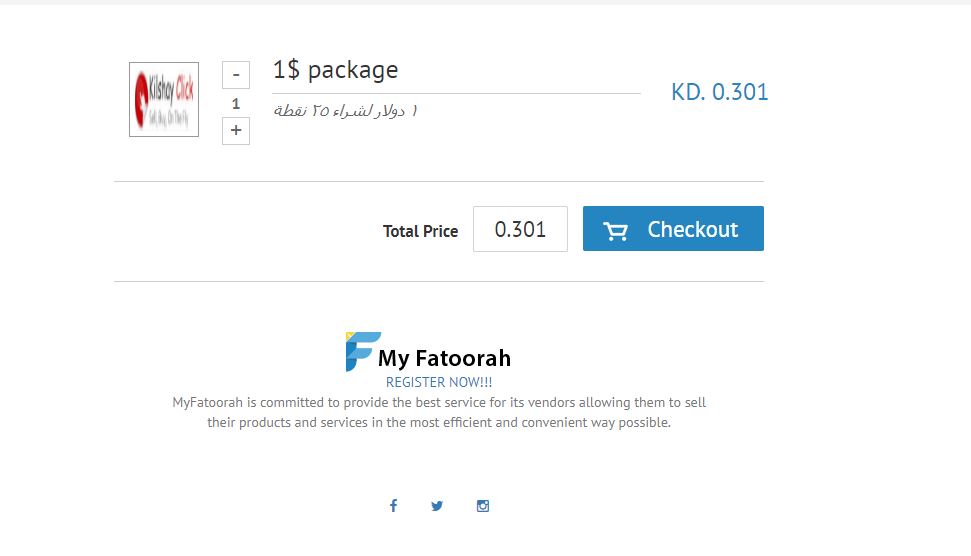 Kilshay Click
Sell, Buy, On The Fly
-
1
+
1$ package
١ دولار لشراء ٢٥ نقطة
KD. 0.301
Total Price
0.301
Checkout
My Fatoorah
REGISTER NOW!!!
MyFatoorah is committed to provide the best service for its vendors allowing them to sell
their products and services in the most efficient and convenient way possible.